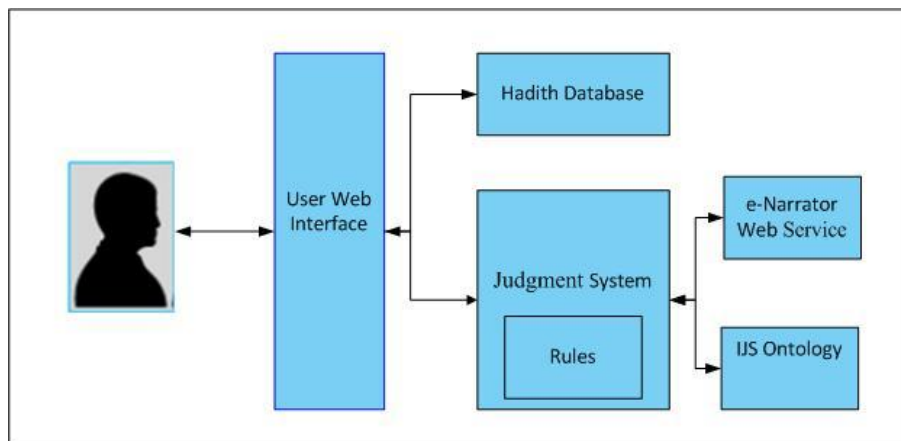 User Web
Interface
Hadith Database
Judgment System
Rules
e-Narrator
Web Service
IJS Ontology